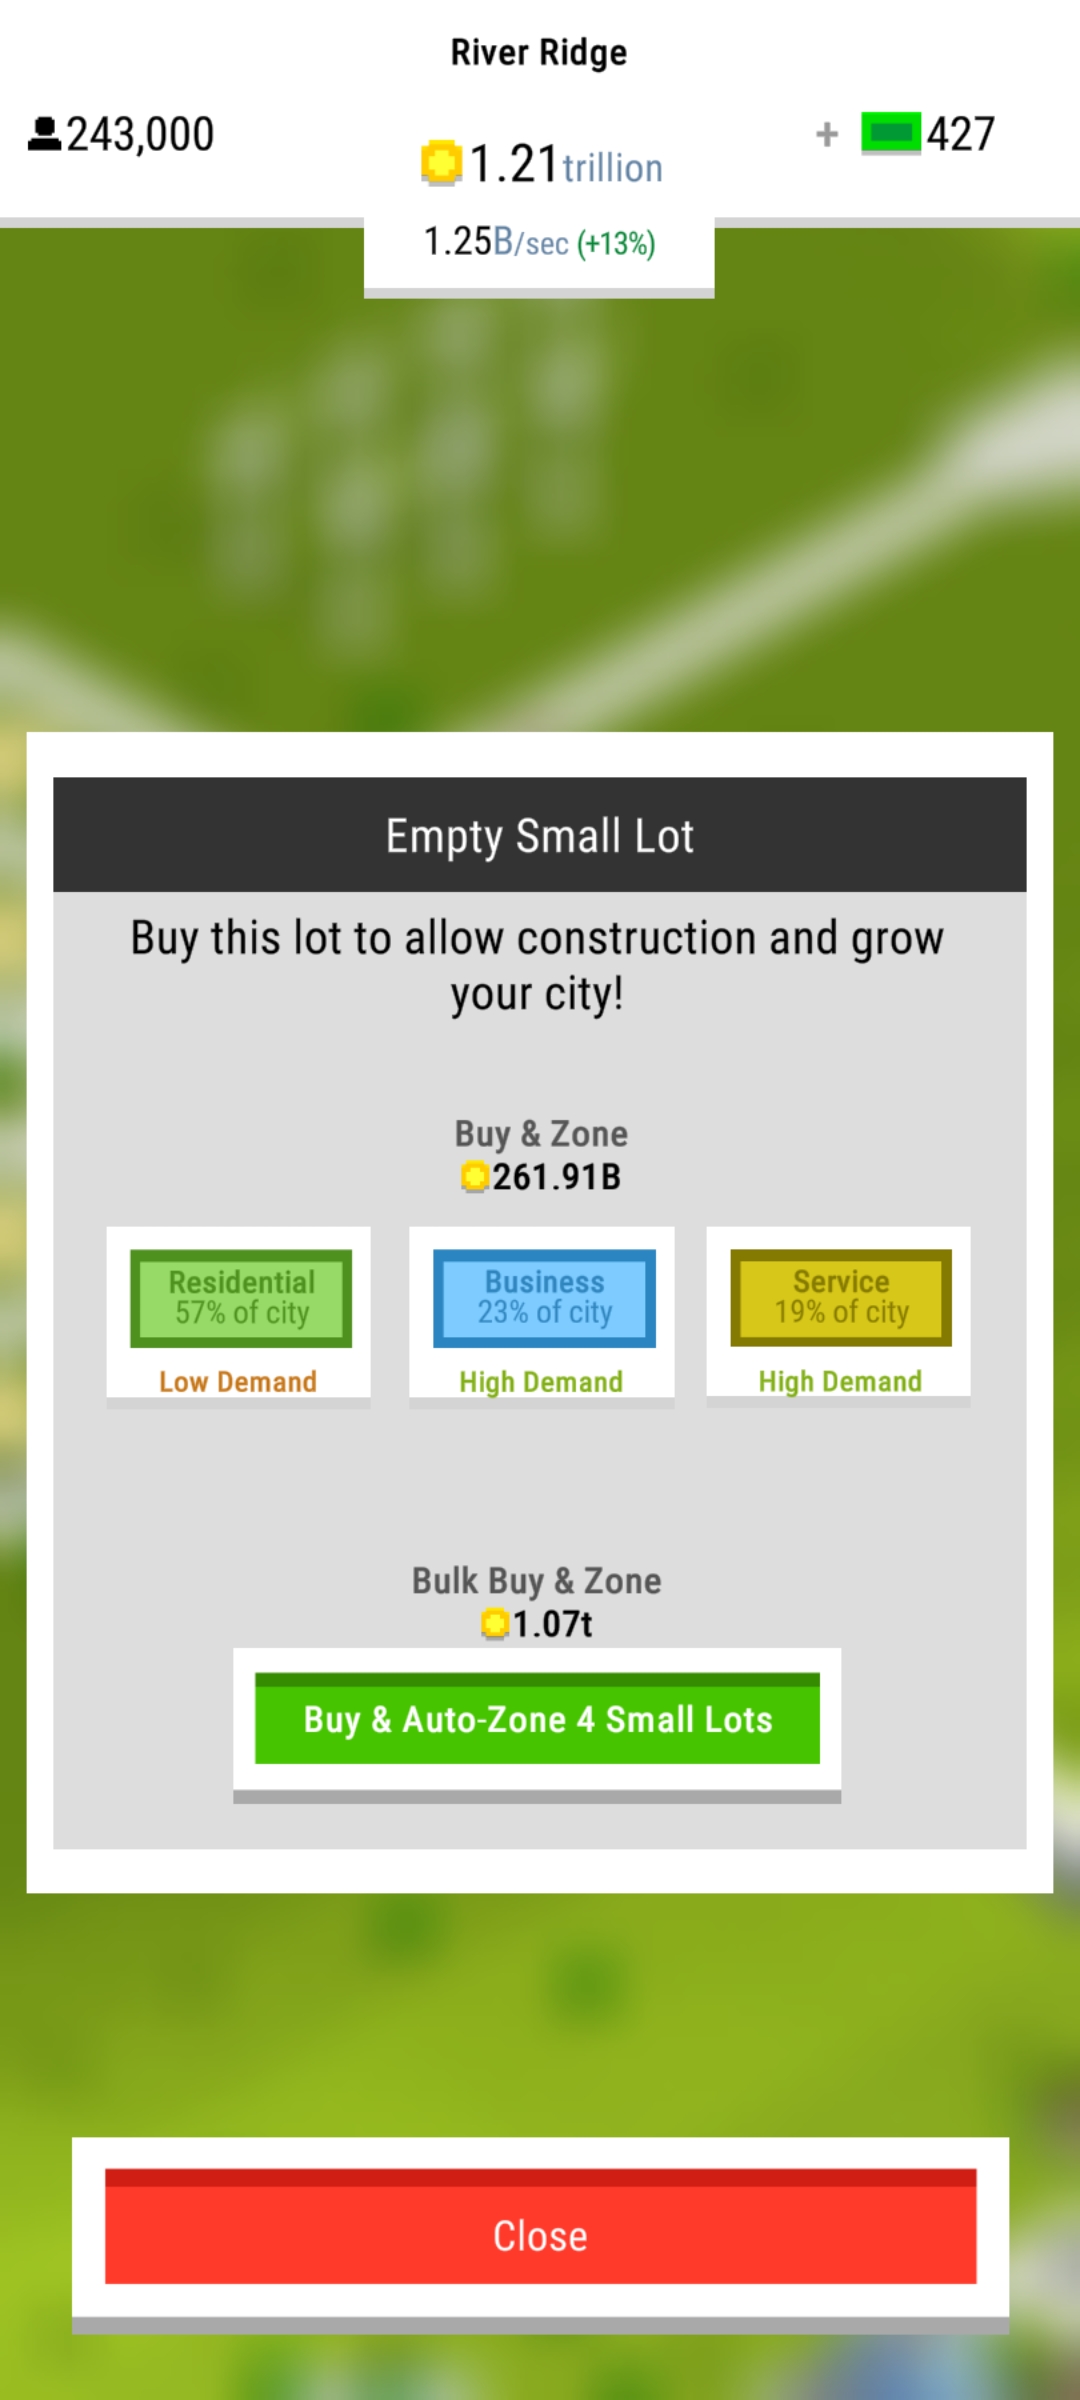 River Ridge
243,000
1.21 trillion
+ 427
1.25B/sec (+13%)
Empty Small Lot
Buy this lot to allow construction and grow
your city!
Buy & Zone
261.91B
Residential
57% of city
Low Demand
Business
23% of city
High Demand
Service
19% of city
High Demand
Bulk Buy & Zone
1.07t
Buy & Auto-Zone 4 Small Lots
Close